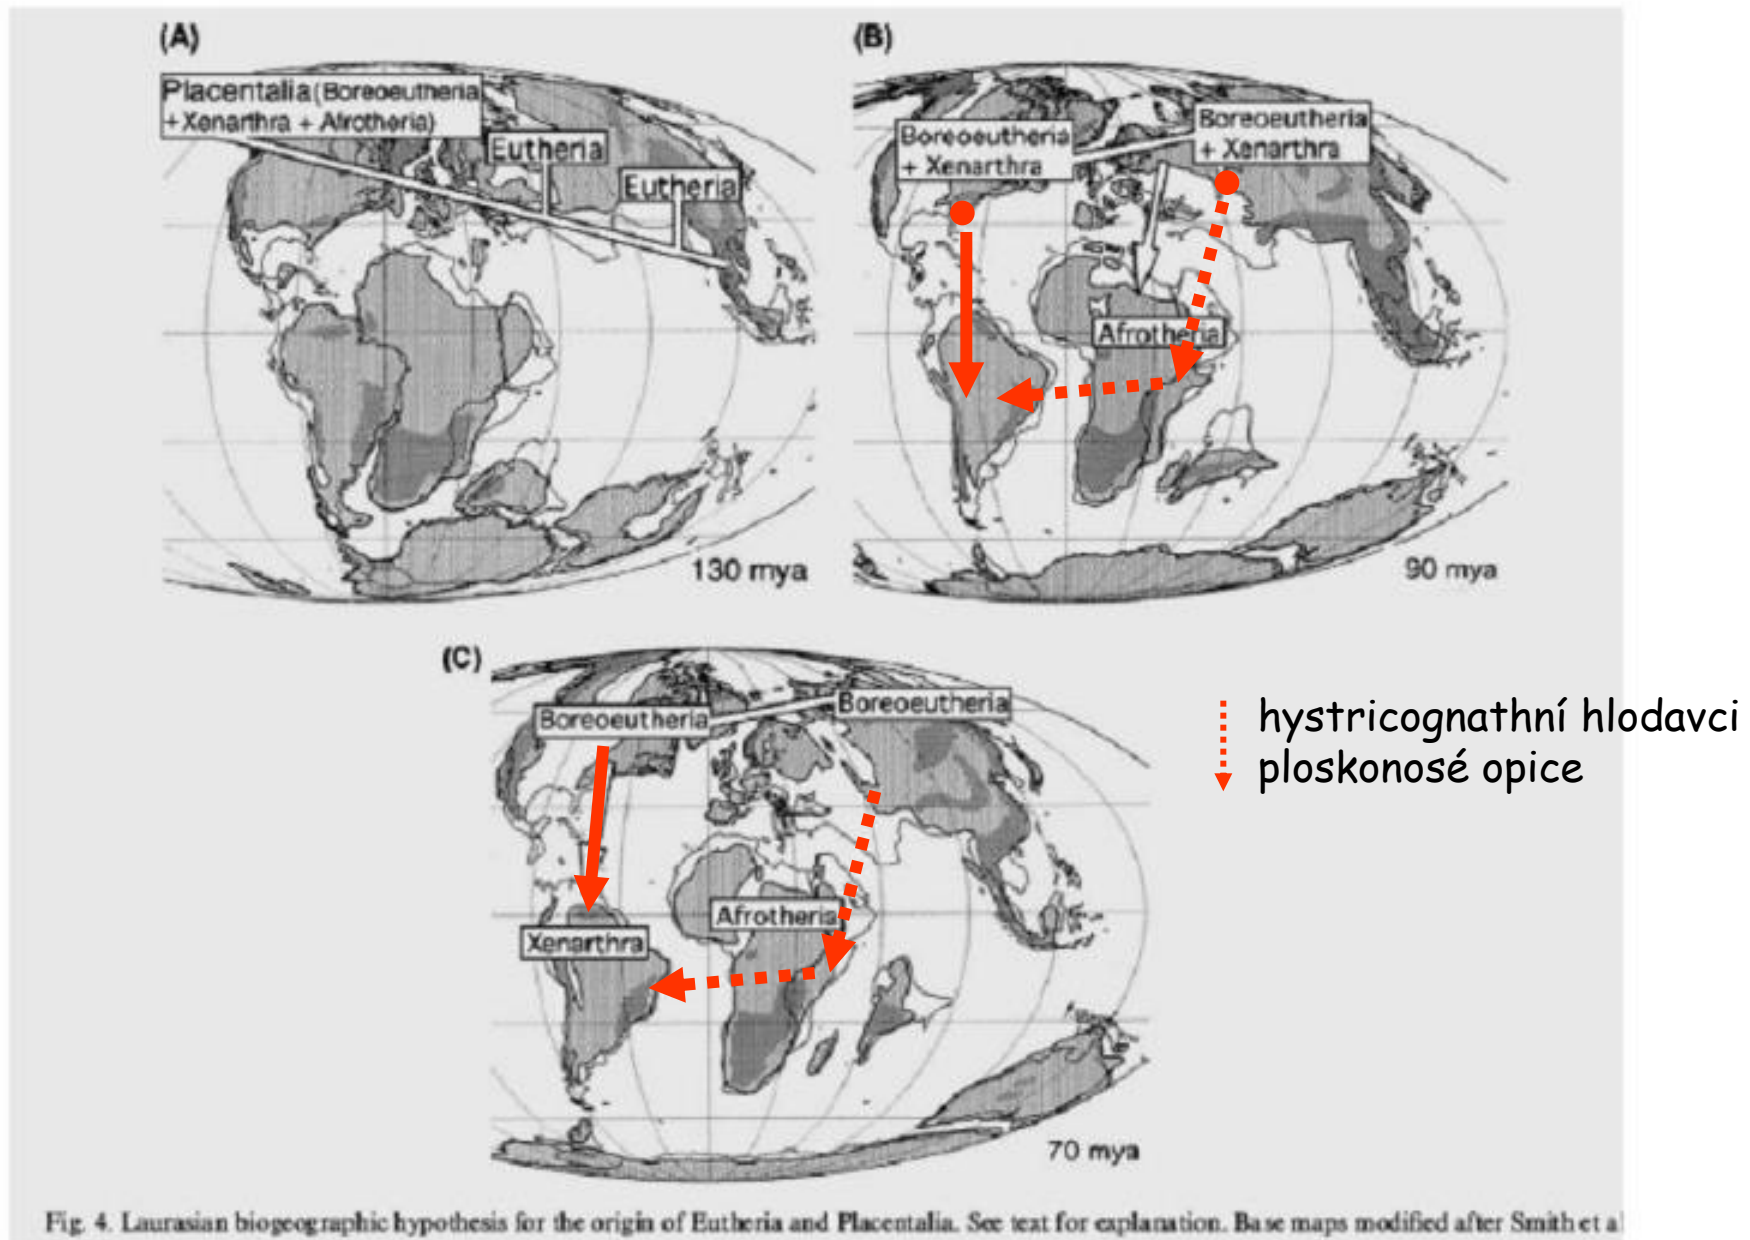 (A)
Placentalia (Boreoeutheria
+Xenarthra + Afrotheria)
Eutheria
Eutheria
130 mya
(B)
Boreoeutheria
+ Xenarthra
Boreoeutheria
+ Xenarthra
Afrotheria
90 mya
(C)
Boreoeutheria
Boreoeutheria
Afrotheria
Xenarthra
70 mya
hystricognathní hlodavci
ploskonosé opice
Fig. 4. Laurasian biogeographic hypothesis for the origin of Eutheria and Placentalia. See text for explanation. Base maps modified after Smith et al